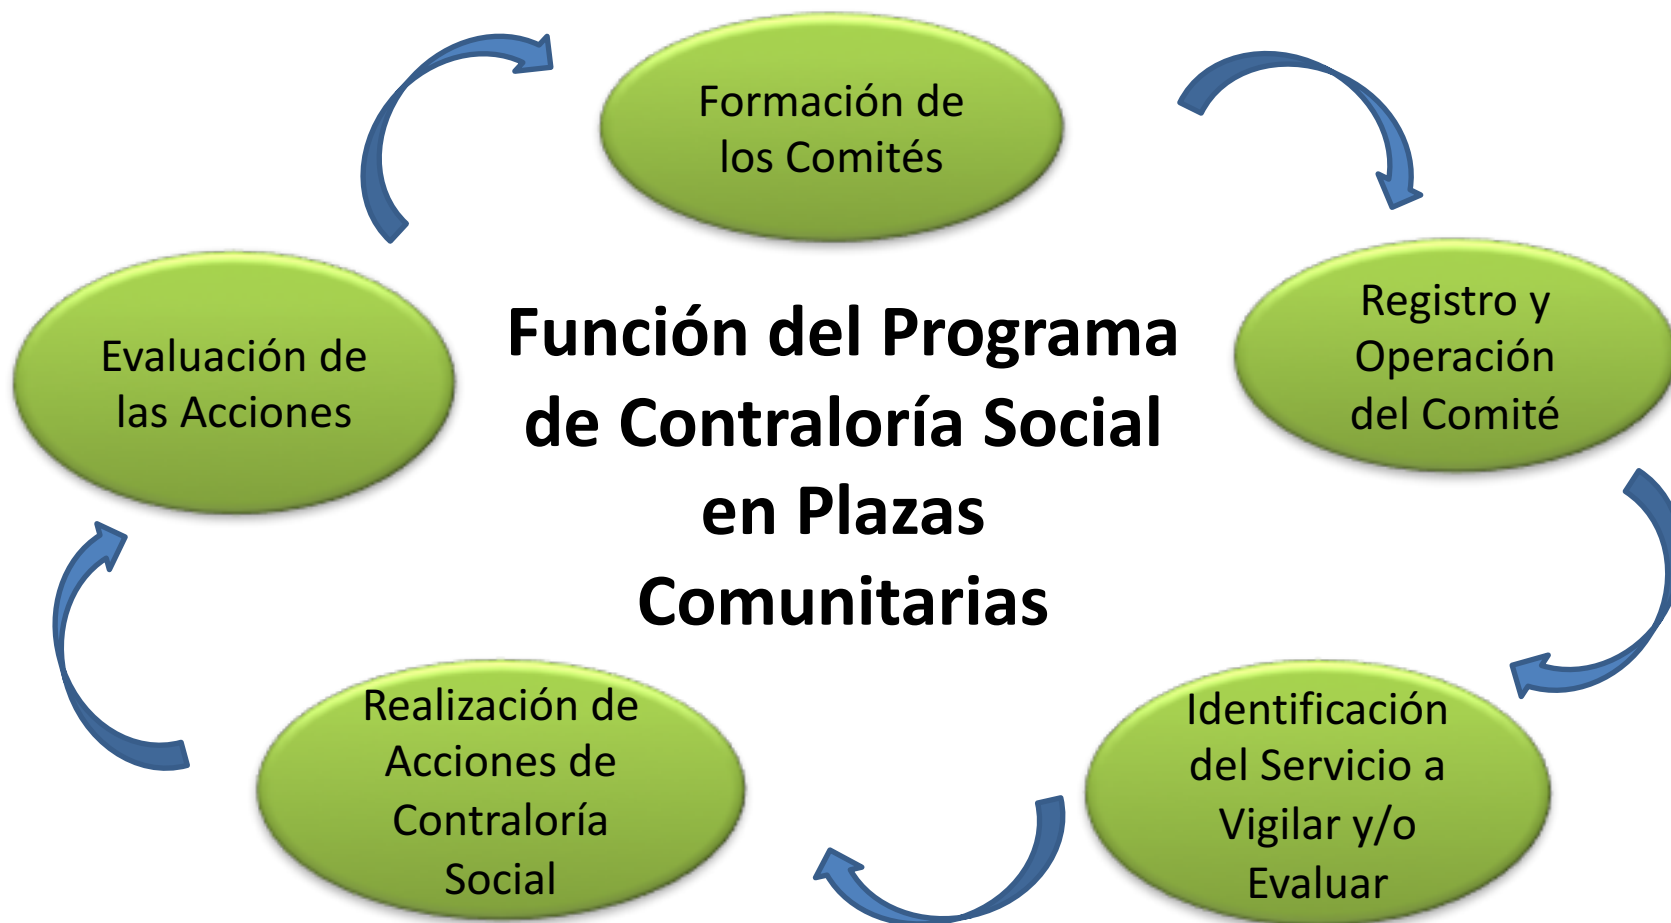 Formación de
los Comités
Registro y
Operación
del Comité
Identificación
del Servicio a
Vigilar y/o
Evaluar
Realización de
Acciones de
Contraloría
Social
Evaluación de
las Acciones
Función del Programa
de Contraloría Social
en Plazas
Comunitarias